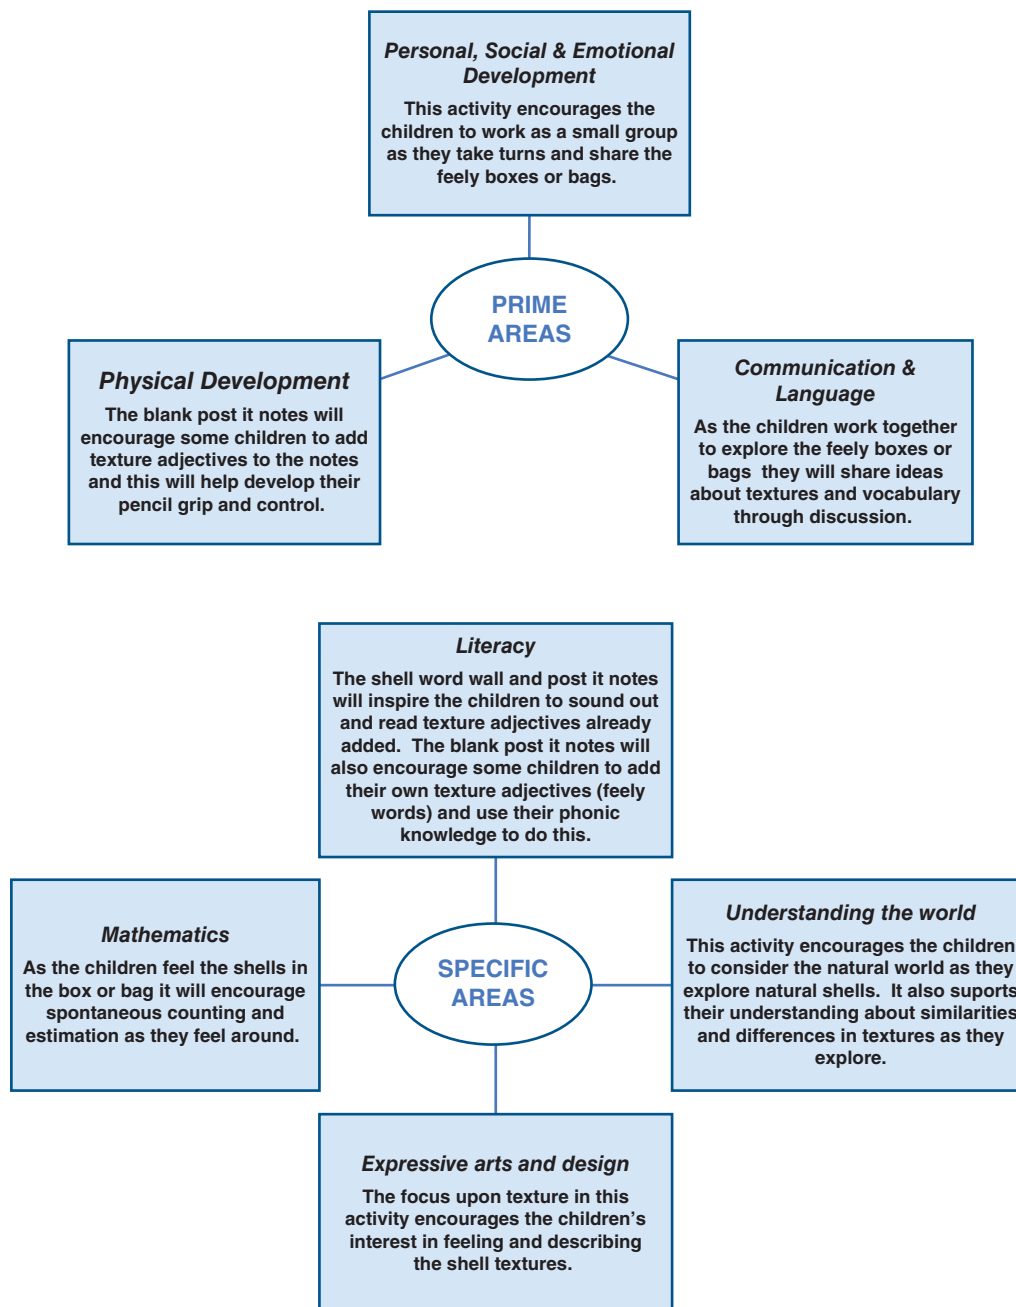 Personal, Social & Emotional
Development
This activity encourages the
children to work as a small group
as they take turns and share the
feely boxes or bags.
PRIME
AREAS
Physical Development
The blank post it notes will
encourage some children to add
texture adjectives to the notes
and this will help develop their
pencil grip and control.
Communication &
Language
As the children work together
to explore the feely boxes or
bags they will share ideas
about textures and vocabulary
through discussion.
Literacy
The shell word wall and post it notes
will inspire the children to sound out
and read texture adjectives already
added. The blank post it notes will
also encourage some children to add
their own texture adjectives (feely
words) and use their phonic
knowledge to do this.
Mathematics
As the children feel the shells in
the box or bag it will encourage
spontaneous counting and
estimation as they feel around.
SPECIFIC
AREAS
Understanding the world
This activity encourages the children
to consider the natural world as they
explore natural shells. It also suports
their understanding about similarities
and differences in textures as they
explore.
Expressive arts and design
The focus upon texture in this
activity encourages the children's
interest in feeling and describing
the shell textures.